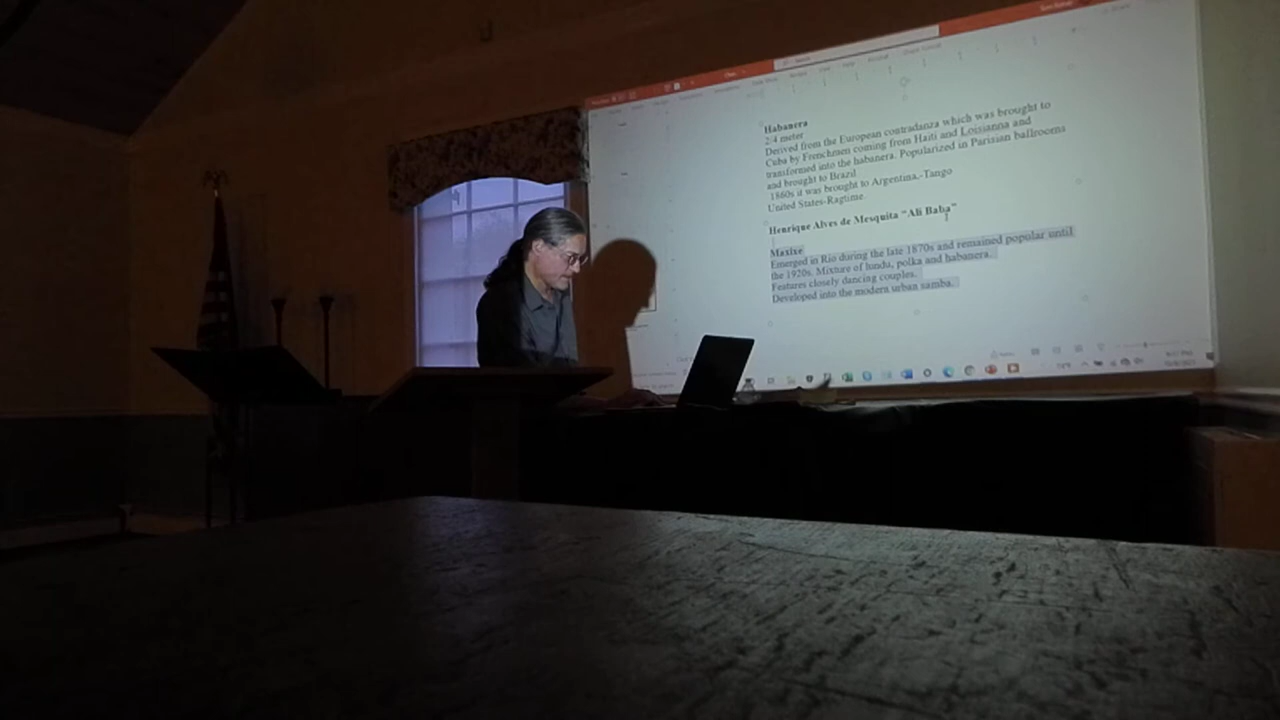 Habanera
2/4 meter
Derived from the European contradanza which was brought to
Cuba by Frenchmen coming from Haiti and Loisianna and
transformed into the habanera. Popularized in Parisian ballrooms
and brought to Brazil
1860s it was brought to Argentina.-Tango
United States-Ragtime.
Henrique Alves de Mesquita “Ali Baba”
Maxixe
Emerged in Rio during the late 1870s and remained popular until
the 1920s. Mixture of lundu, polka and habanera.
Features closely dancing couples.
Developed into the modern urban samba.